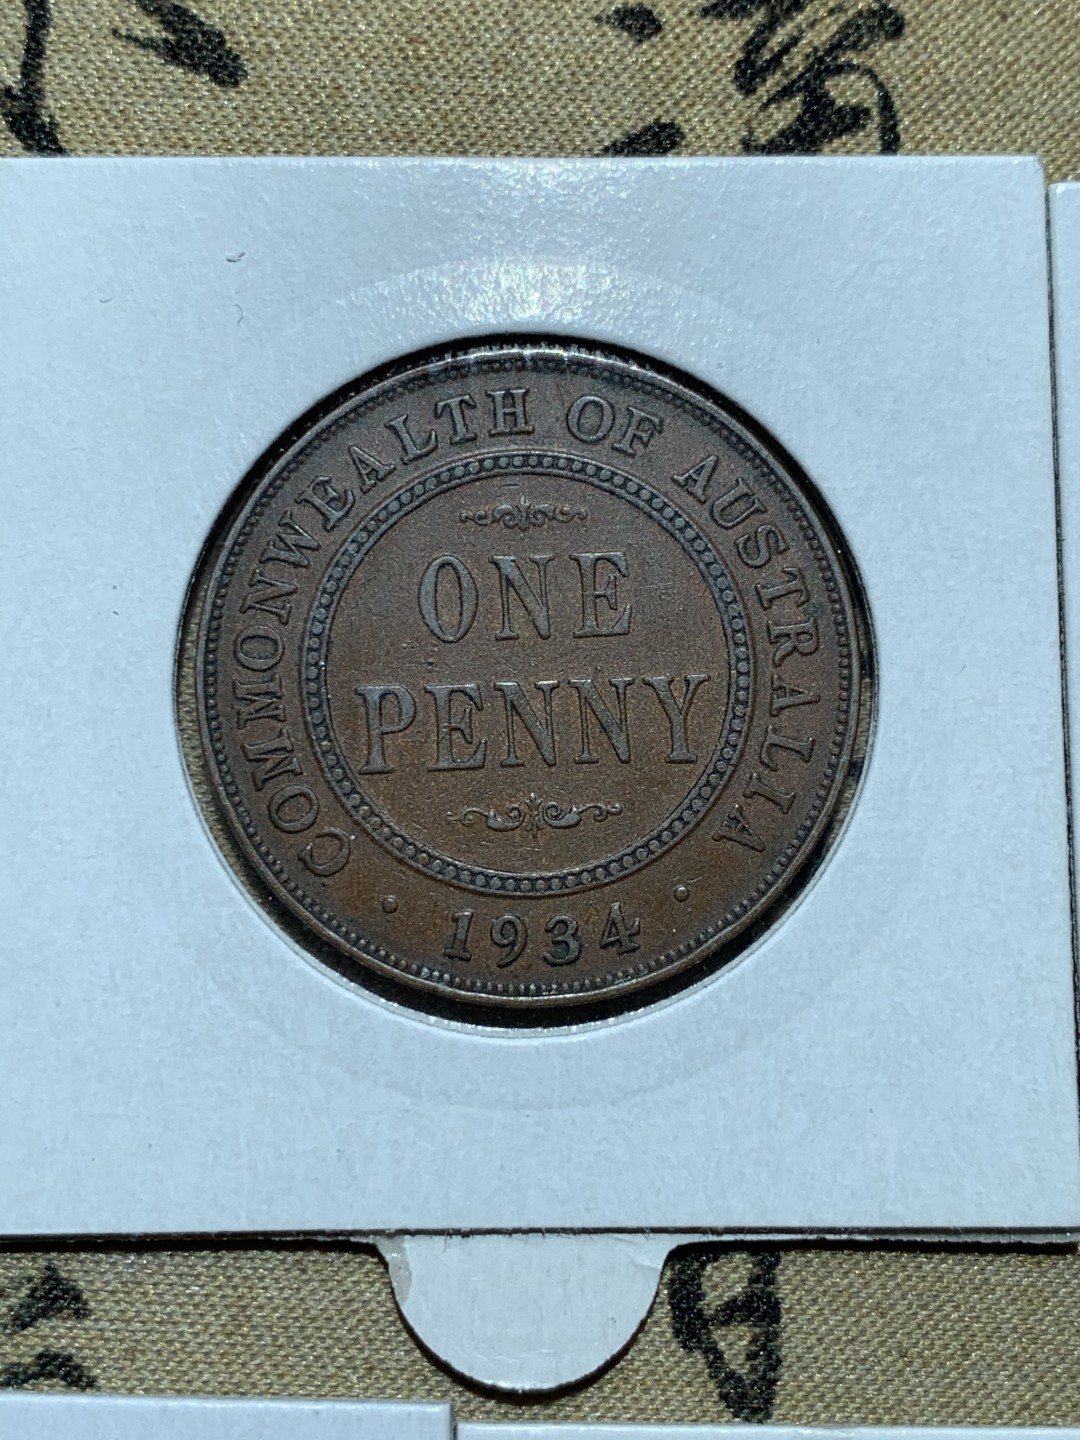 COMMONWEALTH OF AUSTRALIA
ONE
PENNY
· 1934 ·